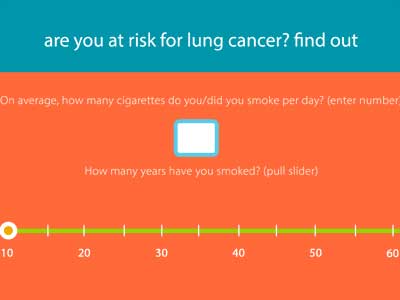 are you at risk for lung cancer? find out
On average, how many cigarettes do you/did you smoke per day? (enter number)
How many years have you smoked? (pull slider)
10 20 30 40 50 60